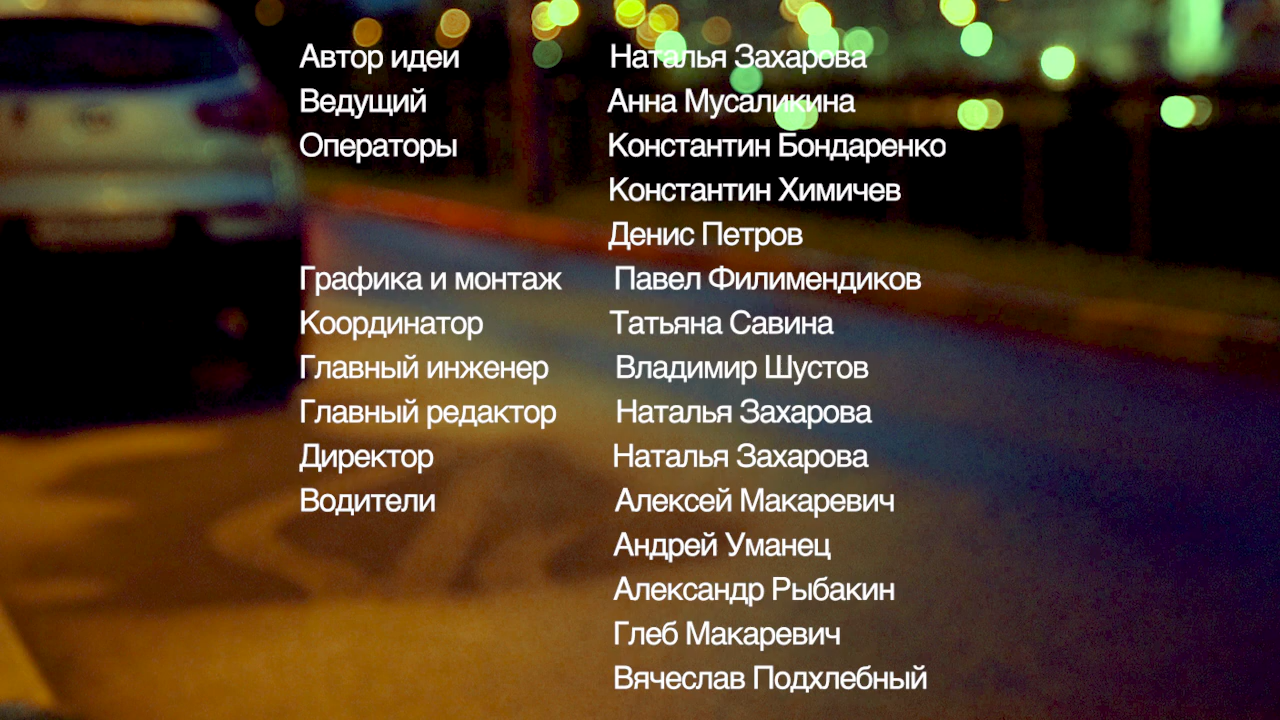 Автор идеи Наталья Захарова
Ведущий Анна Мусаликина
Операторы Константин Бондаренко
Константин Химичев
Денис Петров
Графика и монтаж Павел Филимендиков
Координатор Татьяна Савина
Главный инженер Владимир Шустов
Главный редактор Наталья Захарова
Директор Наталья Захарова
Водители Алексей Макаревич
Андрей Уманец
Александр Рыбакин
Глеб Макаревич
Вячеслав Подхлебный